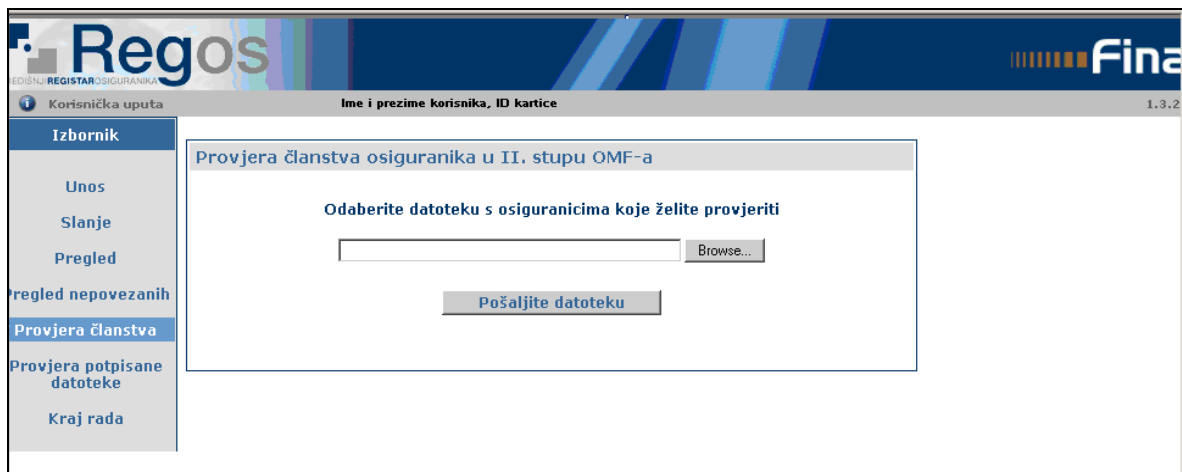 Regos
EDIŠNJI REGISTAR OSIGURANIKA
Fina
Korisnička uputa
Ime i prezime korisnika, ID kartice
1.3.2
Izbornik
Unos
Slanje
Pregled
Pregled nepovezanih
Provjera članstva
Provjera potpisane
datoteke
Kraj rada
Provjera članstva osiguranika u II. stupu OMF-a
Odaberite datoteku s osiguranicima koje želite provjeriti
Browse...
Pošaljite datoteku